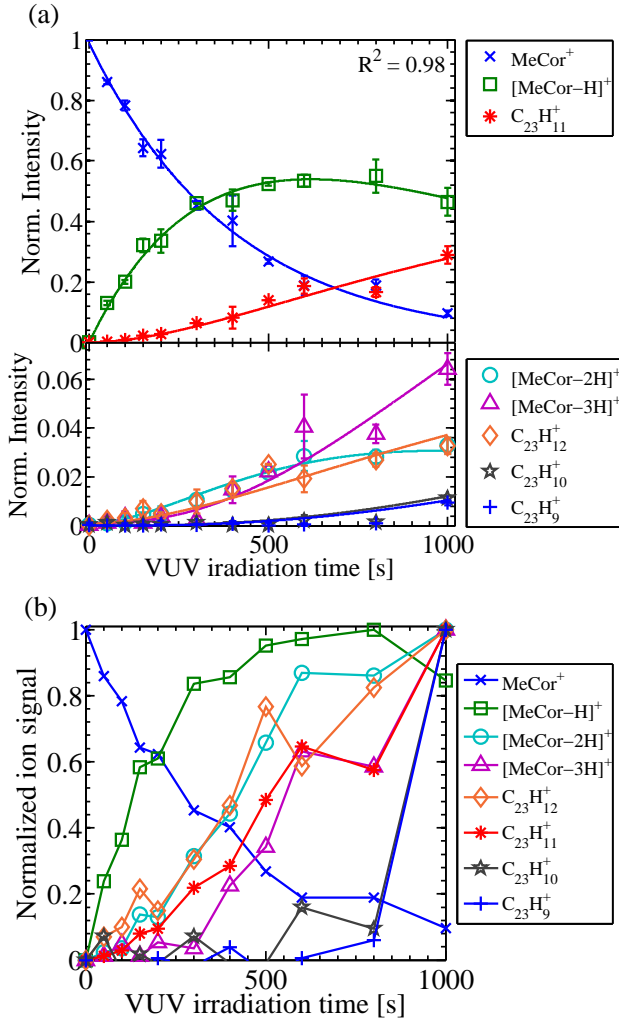 (a)
R² = 0.98
Norm. Intensity
1
0.8
0.6
0.4
0.2
0
MeCor⁺
[MeCor−H]⁺
C₂₃H₁₁⁺
Norm. Intensity
0.06
0.04
0.02
0
0
500
1000
VUV irradiation time [s]
[MeCor−2H]⁺
[MeCor−3H]⁺
C₂₃H₁₂⁺
C₂₃H₁₀⁺
C₂₃H₉⁺
(b)
Normalized ion signal
1
0.8
0.6
0.4
0.2
0
0
500
1000
VUV irradiation time [s]
MeCor⁺
[MeCor−H]⁺
[MeCor−2H]⁺
[MeCor−3H]⁺
C₂₃H₁₂⁺
C₂₃H₁₁⁺
C₂₃H₁₀⁺
C₂₃H₉⁺